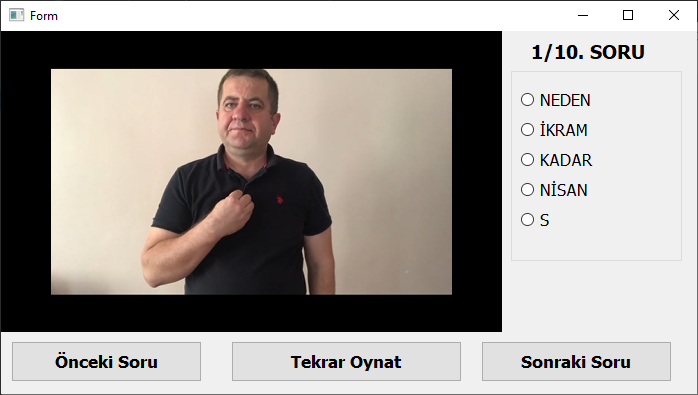 Form
1/10. SORU
NEDEN
İKRAM
KADAR
NİSAN
S
Önceki Soru
Tekrar Oynat
Sonraki Soru